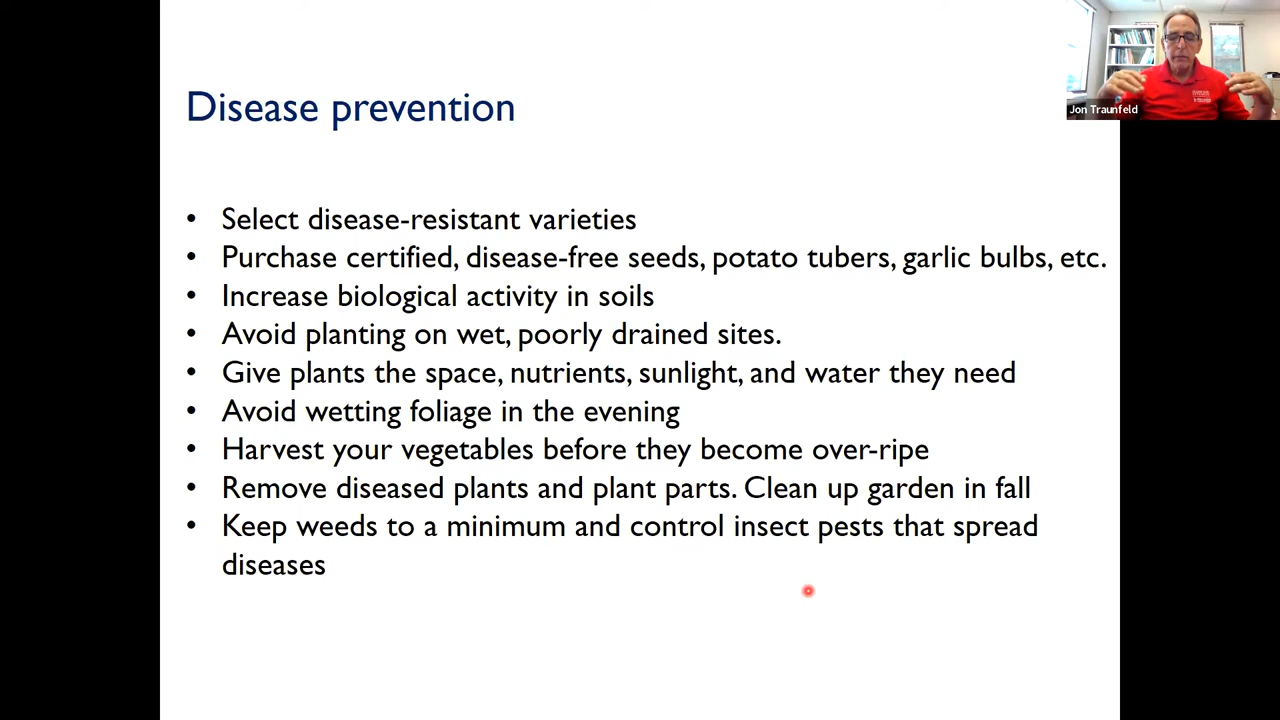 Disease prevention
• Select disease-resistant varieties
• Purchase certified, disease-free seeds, potato tubers, garlic bulbs, etc.
• Increase biological activity in soils
• Avoid planting on wet, poorly drained sites.
• Give plants the space, nutrients, sunlight, and water they need
• Avoid wetting foliage in the evening
• Harvest your vegetables before they become over-ripe
• Remove diseased plants and plant parts. Clean up garden in fall
• Keep weeds to a minimum and control insect pests that spread
diseases
Jon Traunfeld